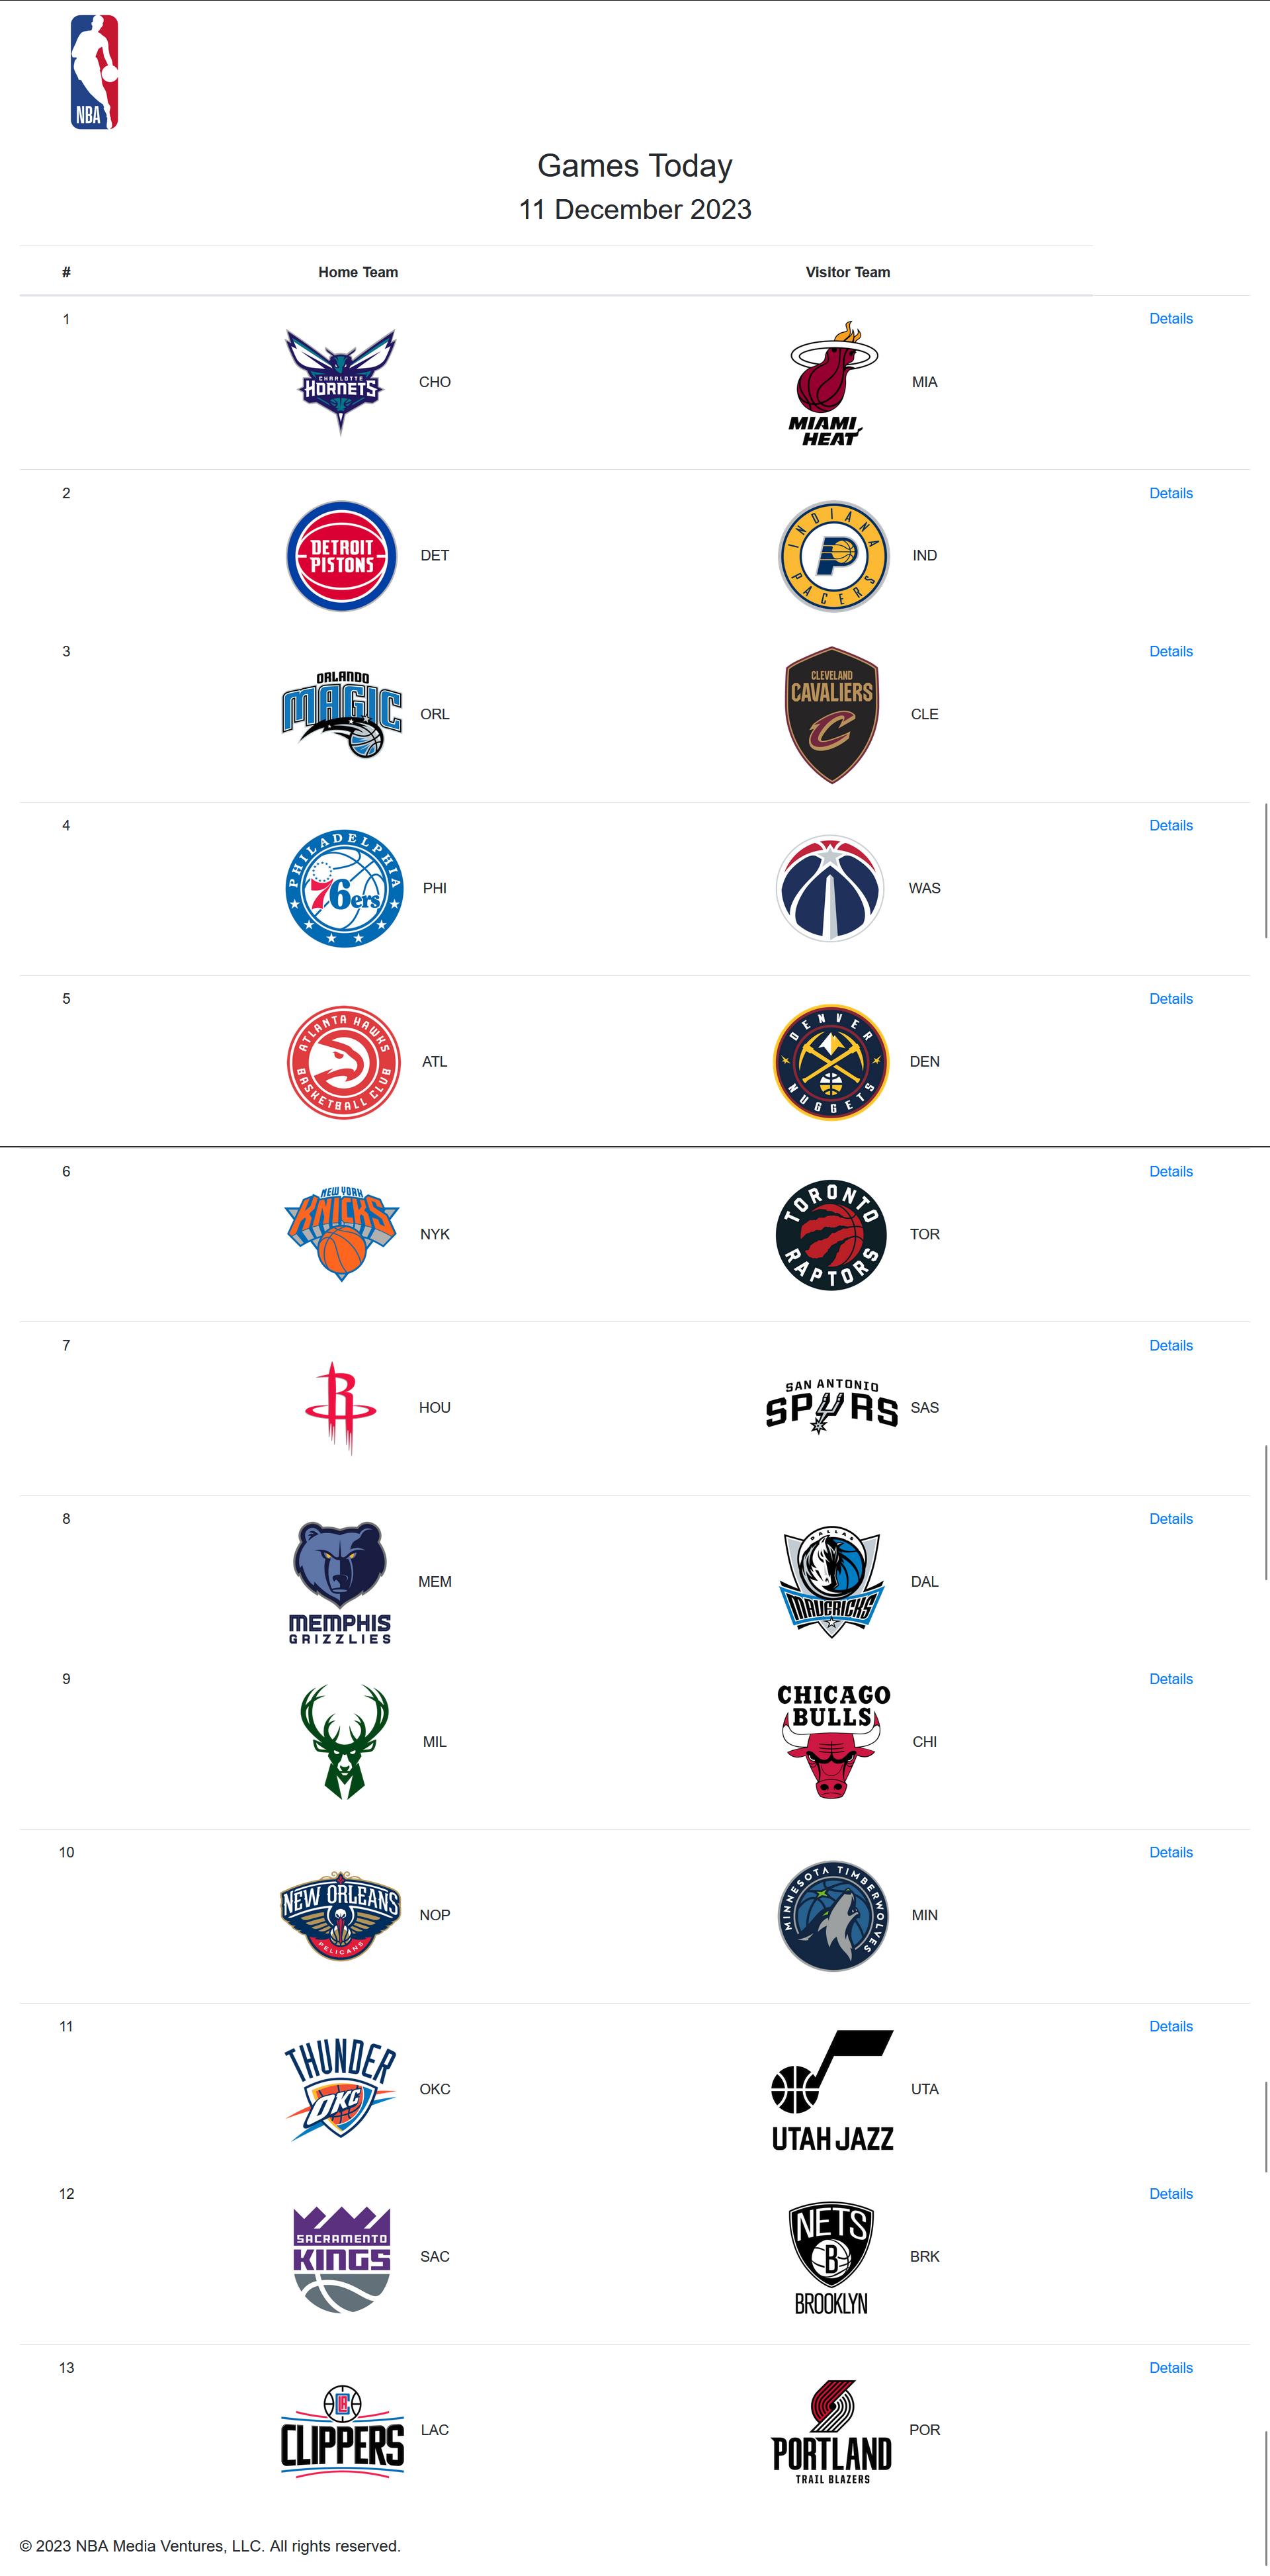 NBA
Games Today
11 December 2023
# Home Team Visitor Team
1 Details
CHARLOTTE
HORNETS
CHO
MIAMI
HEAT
MIA
2 Details
DETROIT
PISTONS
DET
INDIANA
PACERS
IND
3 Details
ORLANDO
MAGIC
ORL
CLEVELAND
CAVALIERS
C
CLE
4 Details
PHILADELPHIA
76ers
PHI
WAS
5 Details
ATLANTA HAWKS
BASKETBALL CLUB
ATL
DENVER
NUGGETS
DEN
6 Details
NEW YORK
KNICKS
NYK
TORONTO
RAPTORS
TOR
7 Details
R
HOU
SAN ANTONIO
SPURS
SAS
8 Details
MEMPHIS
GRIZZLIES
MEM
DALLAS
MAVERICKS
DAL
9 Details
MIL
CHICAGO
BULLS
CHI
10 Details
NEW ORLEANS
PELICANS
NOP
MINNESOTA TIMBERWOLVES
MIN
11 Details
THUNDER
OKC
OKC
UTAH JAZZ
UTA
12 Details
SACRAMENTO
KINGS
SAC
NETS
B
BROOKLYN
BRK
13 Details
LAC
CLIPPERS
LAC
PORTLAND
TRAIL BLAZERS
POR
© 2023 NBA Media Ventures, LLC. All rights reserved.